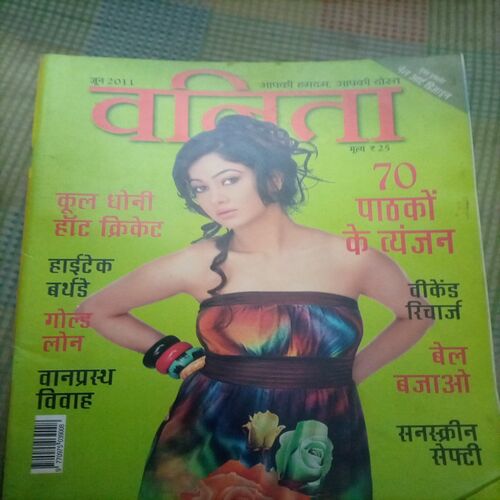 जून 2011
आपकी हमदम, आपकी दोस्त
वनिता
मूल्य ₹ 25
70
पाठकों
के व्यंजन
कूल धोनी
हॉट क्रिकेट
हाईटेक
बर्थडे
गोल्ड
लोन
वानप्रस्थ
विवाह
वीकेंड
रिचार्ज
बेल
बजाओ
सनस्क्रीन
सेफ्टी